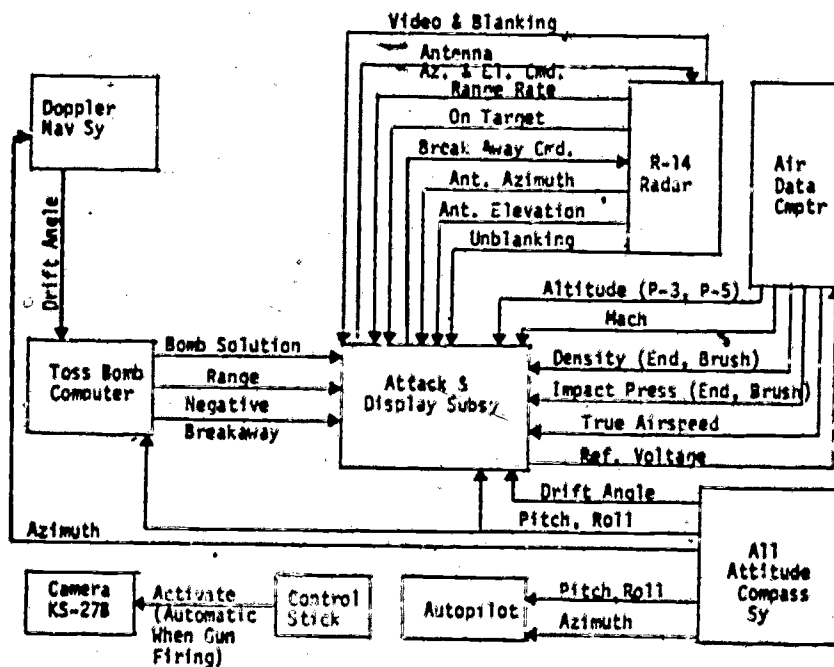 Video & Blanking
Antenna
Az. & El. Cmd.
Range Rate
On Target
Break Away Cmd.
Ant. Azimuth
Ant. Elevation
Unblanking
Doppler
Nav Sy
R-14
Radar
Air
Data
Cmptr
Drift Angle
Altitude (P-3, P-5)
Mach
Density (End, Brush)
Impact Press (End, Brush)
True Airspeed
Ref. Voltage
Toss Bomb
Computer
Bomb Solution
Range
Negative
Breakaway
Attack &
Display Subsy
Drift Angle
Pitch, Roll
Azimuth
All
Attitude
Compass
Sy
Camera
KS-27B
Activate
(Automatic
When Gun
Firing)
Control
Stick
Autopilot
Pitch Roll
Azimuth